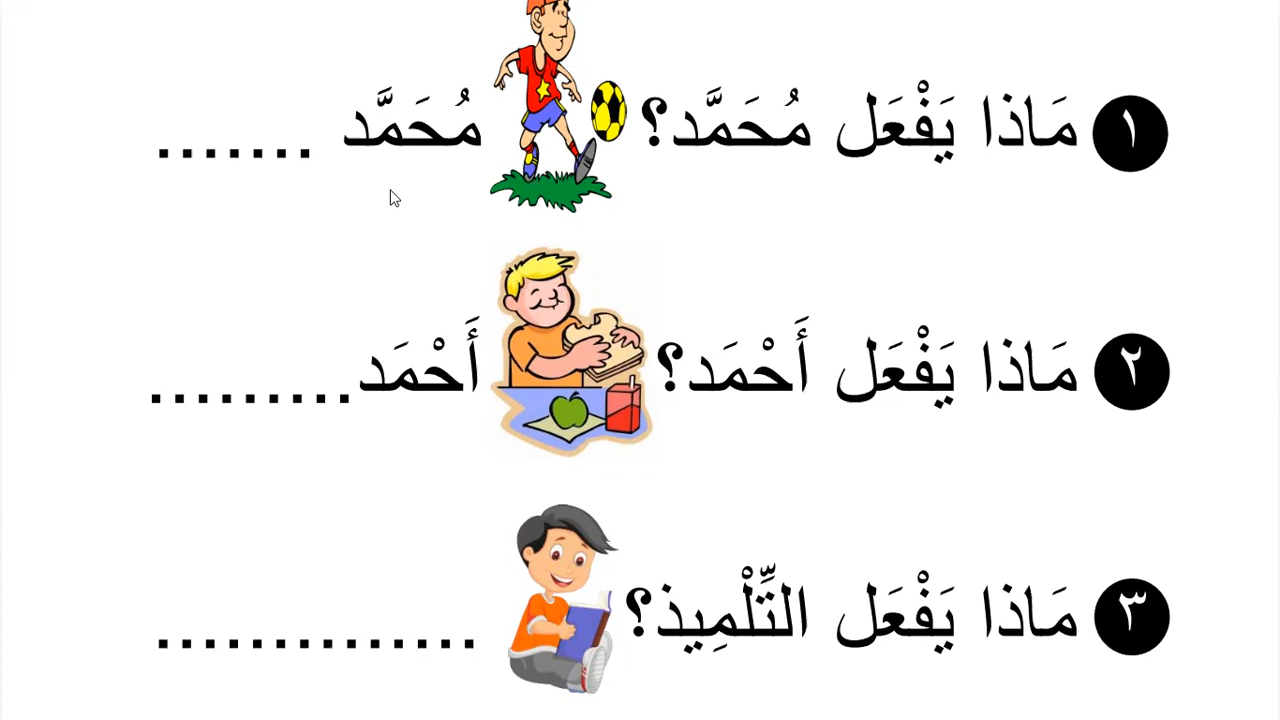 ١ مَاذا يَفْعَل مُحَمَّد؟ مُحَمَّد .......
٢ مَاذا يَفْعَل أَحْمَد؟ أَحْمَد.........
٣ مَاذا يَفْعَل التِّلْمِيذ؟ ..............